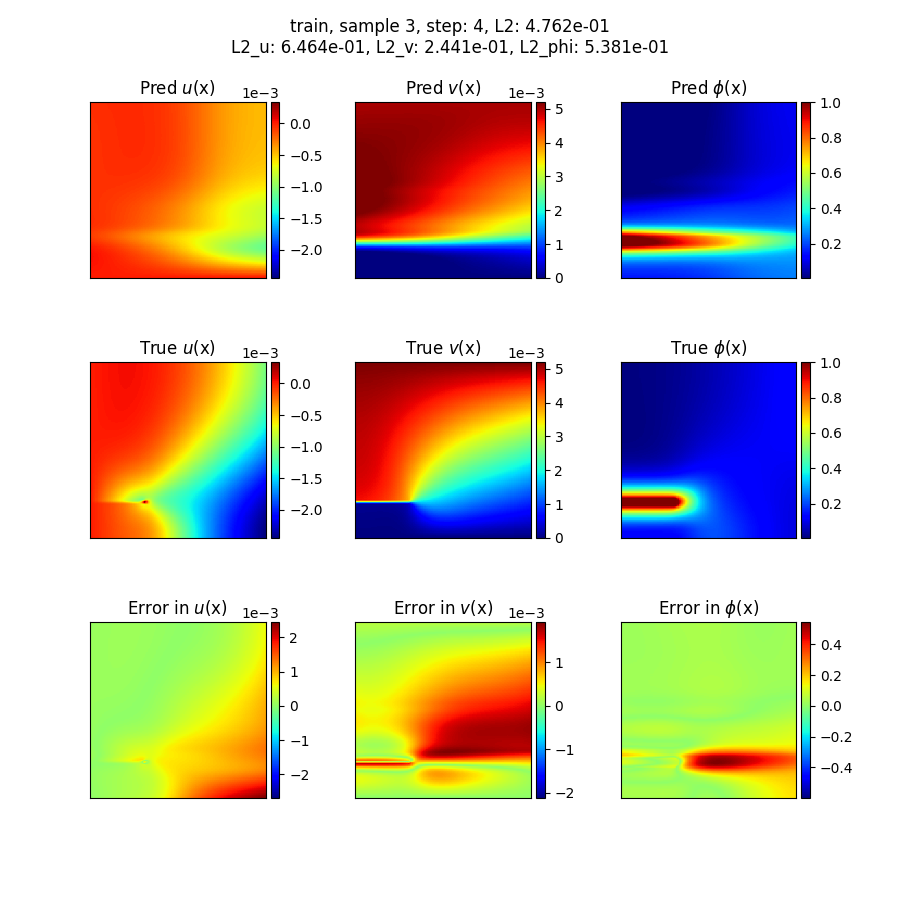 train, sample 3, step: 4, L2: 4.762e-01
L2_u: 6.464e-01, L2_v: 2.441e-01, L2_phi: 5.381e-01
Pred u(x)
1e−3
0.0
−0.5
−1.0
−1.5
−2.0
Pred v(x)
1e−3
5
4
3
2
1
0
Pred ϕ(x)
1.0
0.8
0.6
0.4
0.2
True u(x)
1e−3
0.0
−0.5
−1.0
−1.5
−2.0
True v(x)
1e−3
5
4
3
2
1
0
True ϕ(x)
1.0
0.8
0.6
0.4
0.2
Error in u(x)
1e−3
2
1
0
−1
−2
Error in v(x)
1e−3
1
0
−1
−2
Error in ϕ(x)
0.4
0.2
0.0
−0.2
−0.4